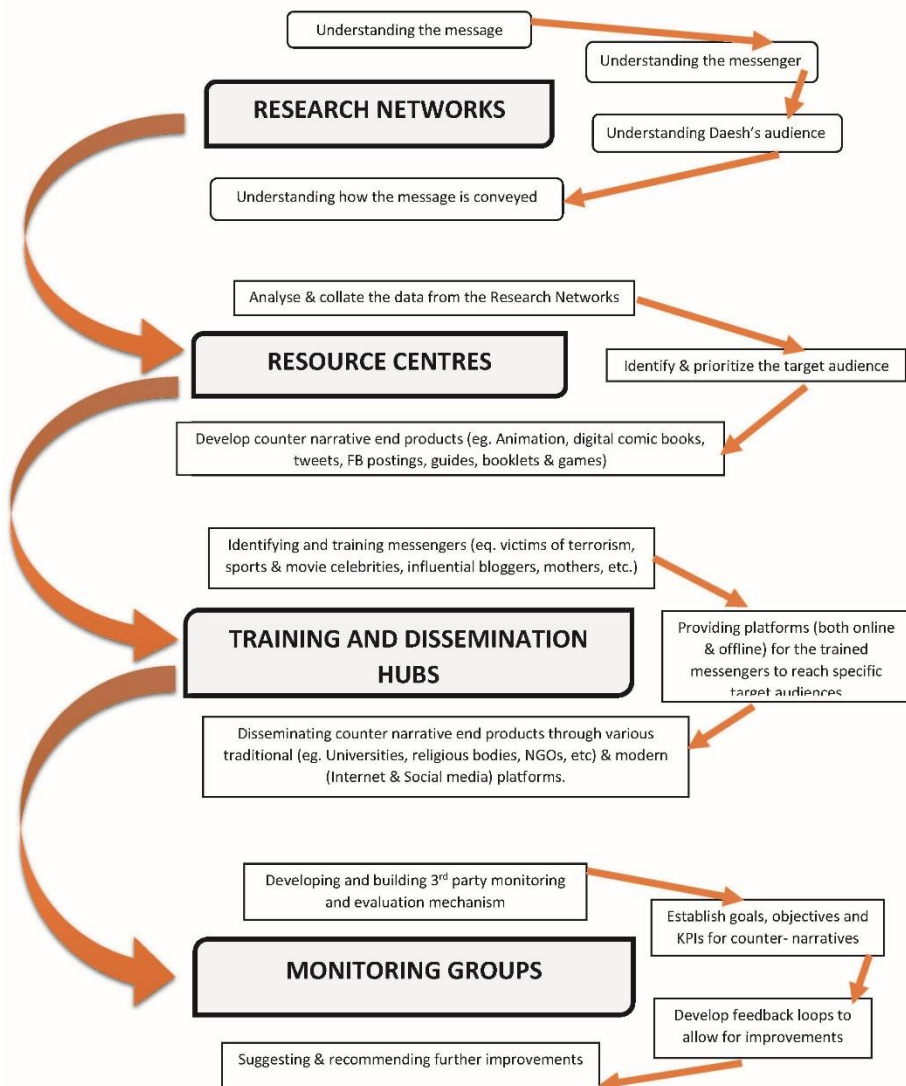 Understanding the message
Understanding the messenger
RESEARCH NETWORKS
Understanding Daesh's audience
Understanding how the message is conveyed
Analyse & collate the data from the Research Networks
RESOURCE CENTRES
Identify & prioritize the target audience
Develop counter narrative end products (eg. Animation, digital comic books,
tweets, FB postings, guides, booklets & games)
Identifying and training messengers (eq. victims of terrorism,
sports & movie celebrities, influential bloggers, mothers, etc.)
TRAINING AND DISSEMINATION
HUBS
Providing platforms (both online
& offline) for the trained
messengers to reach specific
target audiences
Disseminating counter narrative end products through various
traditional (eg. Universities, religious bodies, NGOs, etc) & modern
(Internet & Social media) platforms.
Developing and building 3rd party monitoring
and evaluation mechanism
Establish goals, objectives and
KPIs for counter- narratives
MONITORING GROUPS
Develop feedback loops to
allow for improvements
Suggesting & recommending further improvements